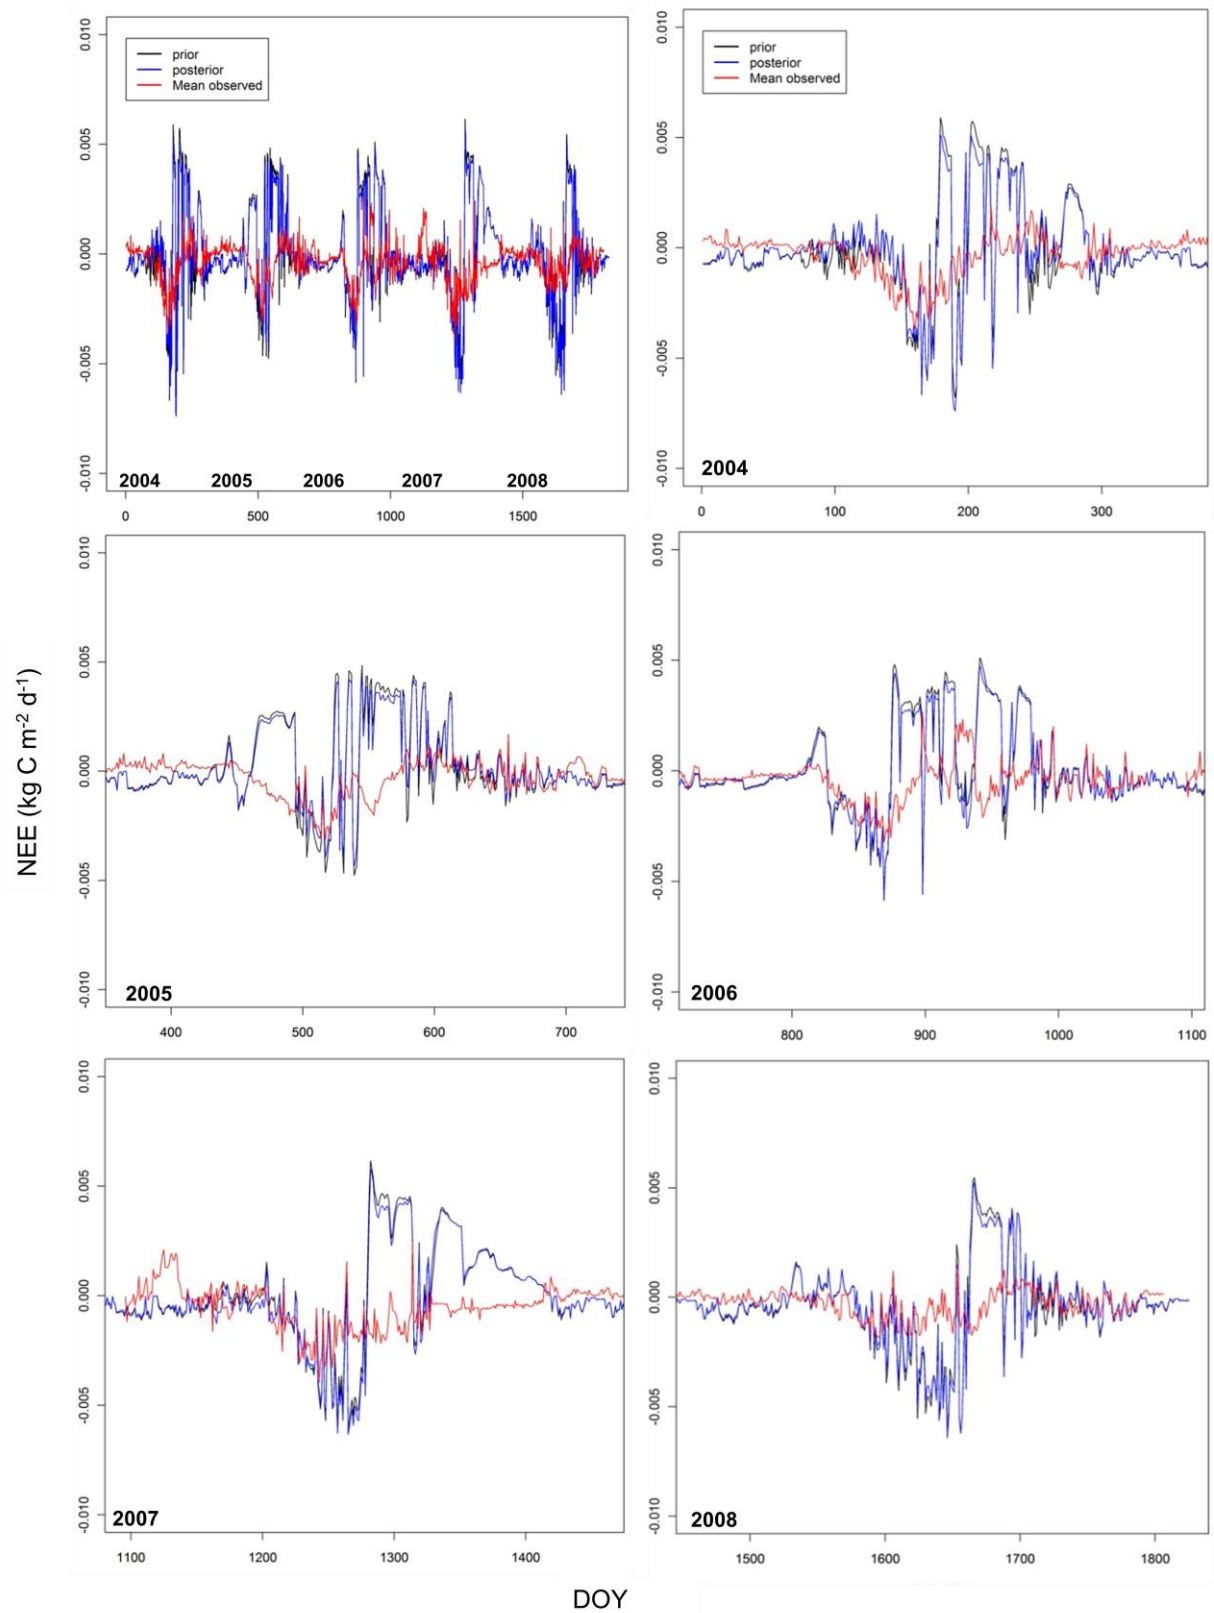 0.010
0.005
0.000
-0.005
-0.010
prior
posterior
Mean observed
2004 2005 2006 2007 2008
0 500 1000 1500
0.010
0.005
0.000
-0.005
-0.010
prior
posterior
Mean observed
2004
0 100 200 300
NEE (kg C m-2 d-1)
0.010
0.005
0.000
-0.005
-0.010
2005
400 500 600 700
0.010
0.005
0.000
-0.005
-0.010
2006
800 900 1000 1100
0.010
0.005
0.000
-0.005
-0.010
2007
1100 1200 1300 1400
0.010
0.005
0.000
-0.005
-0.010
2008
1500 1600 1700 1800
DOY